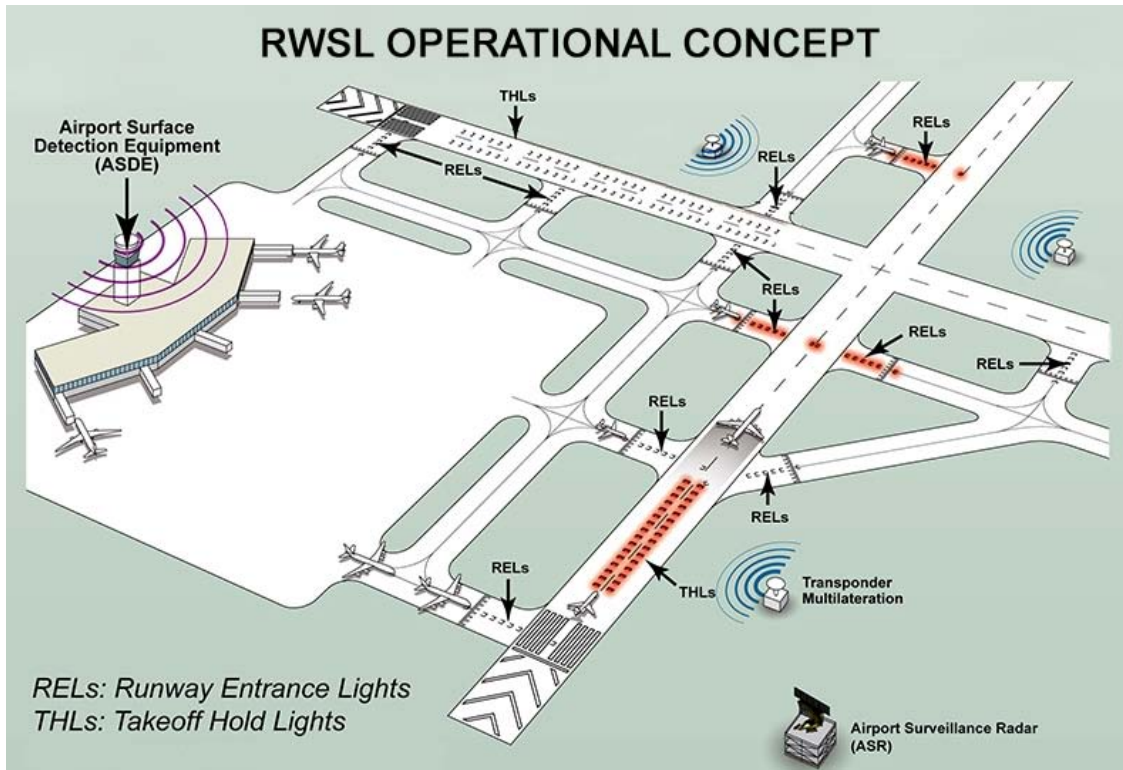 RWSL OPERATIONAL CONCEPT
THLs
RELs
Airport Surface
Detection Equipment
(ASDE)
RELs
RELs
RELs
RELs
RELs
RELs
RELs
RELs
RELs
THLs
Transponder
Multilateration
RELs: Runway Entrance Lights
THLs: Takeoff Hold Lights
Airport Surveillance Radar
(ASR)